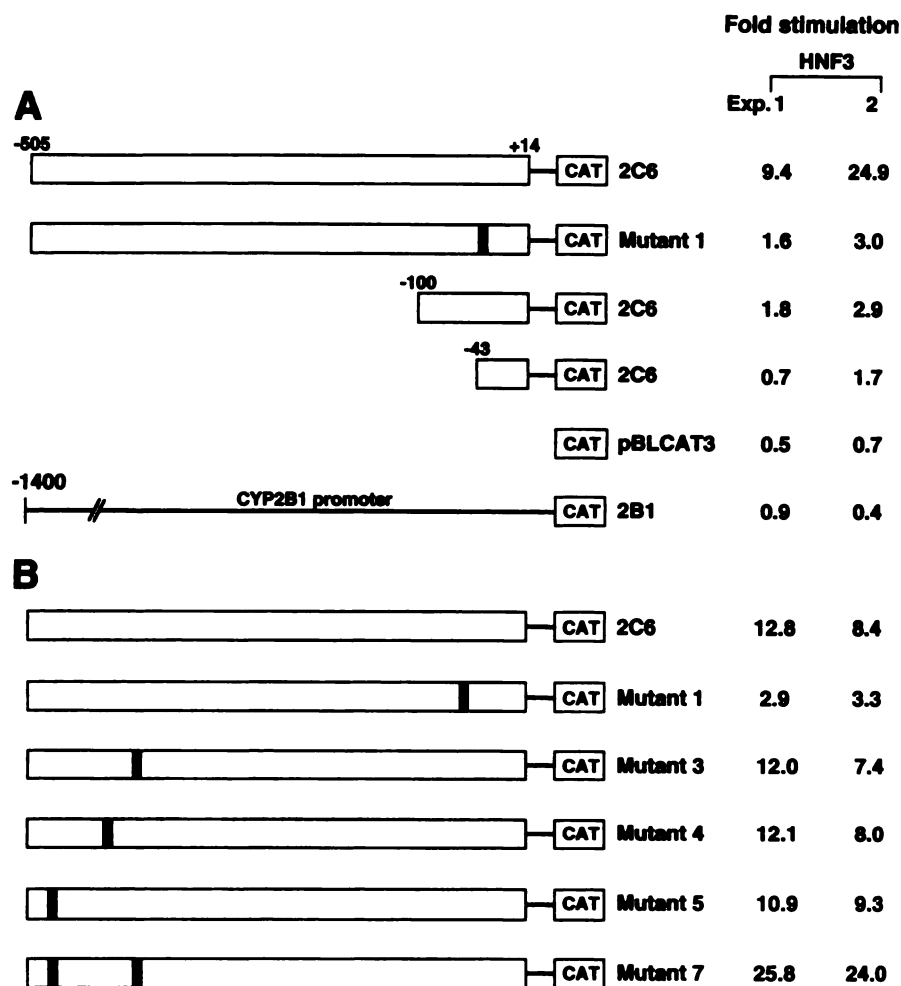 Fold stimulation
HNF3
Exp. 1 2
A
-505 +14
CAT 2C6 9.4 24.9
CAT Mutant 1 1.6 3.0
-100
CAT 2C6 1.8 2.9
-43
CAT 2C6 0.7 1.7
CAT pBLCAT3 0.5 0.7
-1400
CYP2B1 promoter
CAT 2B1 0.9 0.4
B
CAT 2C6 12.8 8.4
CAT Mutant 1 2.9 3.3
CAT Mutant 3 12.0 7.4
CAT Mutant 4 12.1 8.0
CAT Mutant 5 10.9 9.3
CAT Mutant 7 25.8 24.0